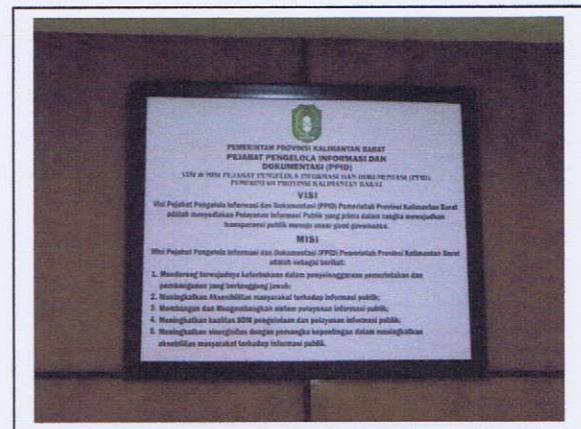 PEMERINTAH PROVINSI KALIMANTAN BARAT
PEJABAT PENGELOLA INFORMASI DAN
DOKUMENTASI (PPID)
VISI & MISI PEJABAT PENGELOLA INFORMASI DAN DOKUMENTASI (PPID)
PEMERINTAH PROVINSI KALIMANTAN BARAT
VISI
Visi Pejabat Pengelola Informasi dan Dokumentasi (PPID) Pemerintah Provinsi Kalimantan Barat
adalah menyediakan Pelayanan Informasi Publik yang prima dalam rangka mewujudkan
transparansi publik menuju good governance.
MISI
Misi Pejabat Pengelola Informasi dan Dokumentasi (PPID) Pemerintah Provinsi Kalimantan Barat
adalah sebagai berikut:
1. Mendorong terwujudnya keterbukaan dalam penyelenggaraan pemerintahan dan
pembangunan yang bertanggung jawab;
2. Meningkatkan Aksesibilitas masyarakat terhadap informasi publik;
3. Membangun dan Mengembangkan sistem pelayanan informasi publik;
4. Meningkatkan kualitas SDM pengelolaan dan pelayanan informasi publik;
5. Meningkatkan sinergisitas dengan pemangku kepentingan dalam meningkatkan
masyarakat terhadap informasi publik.